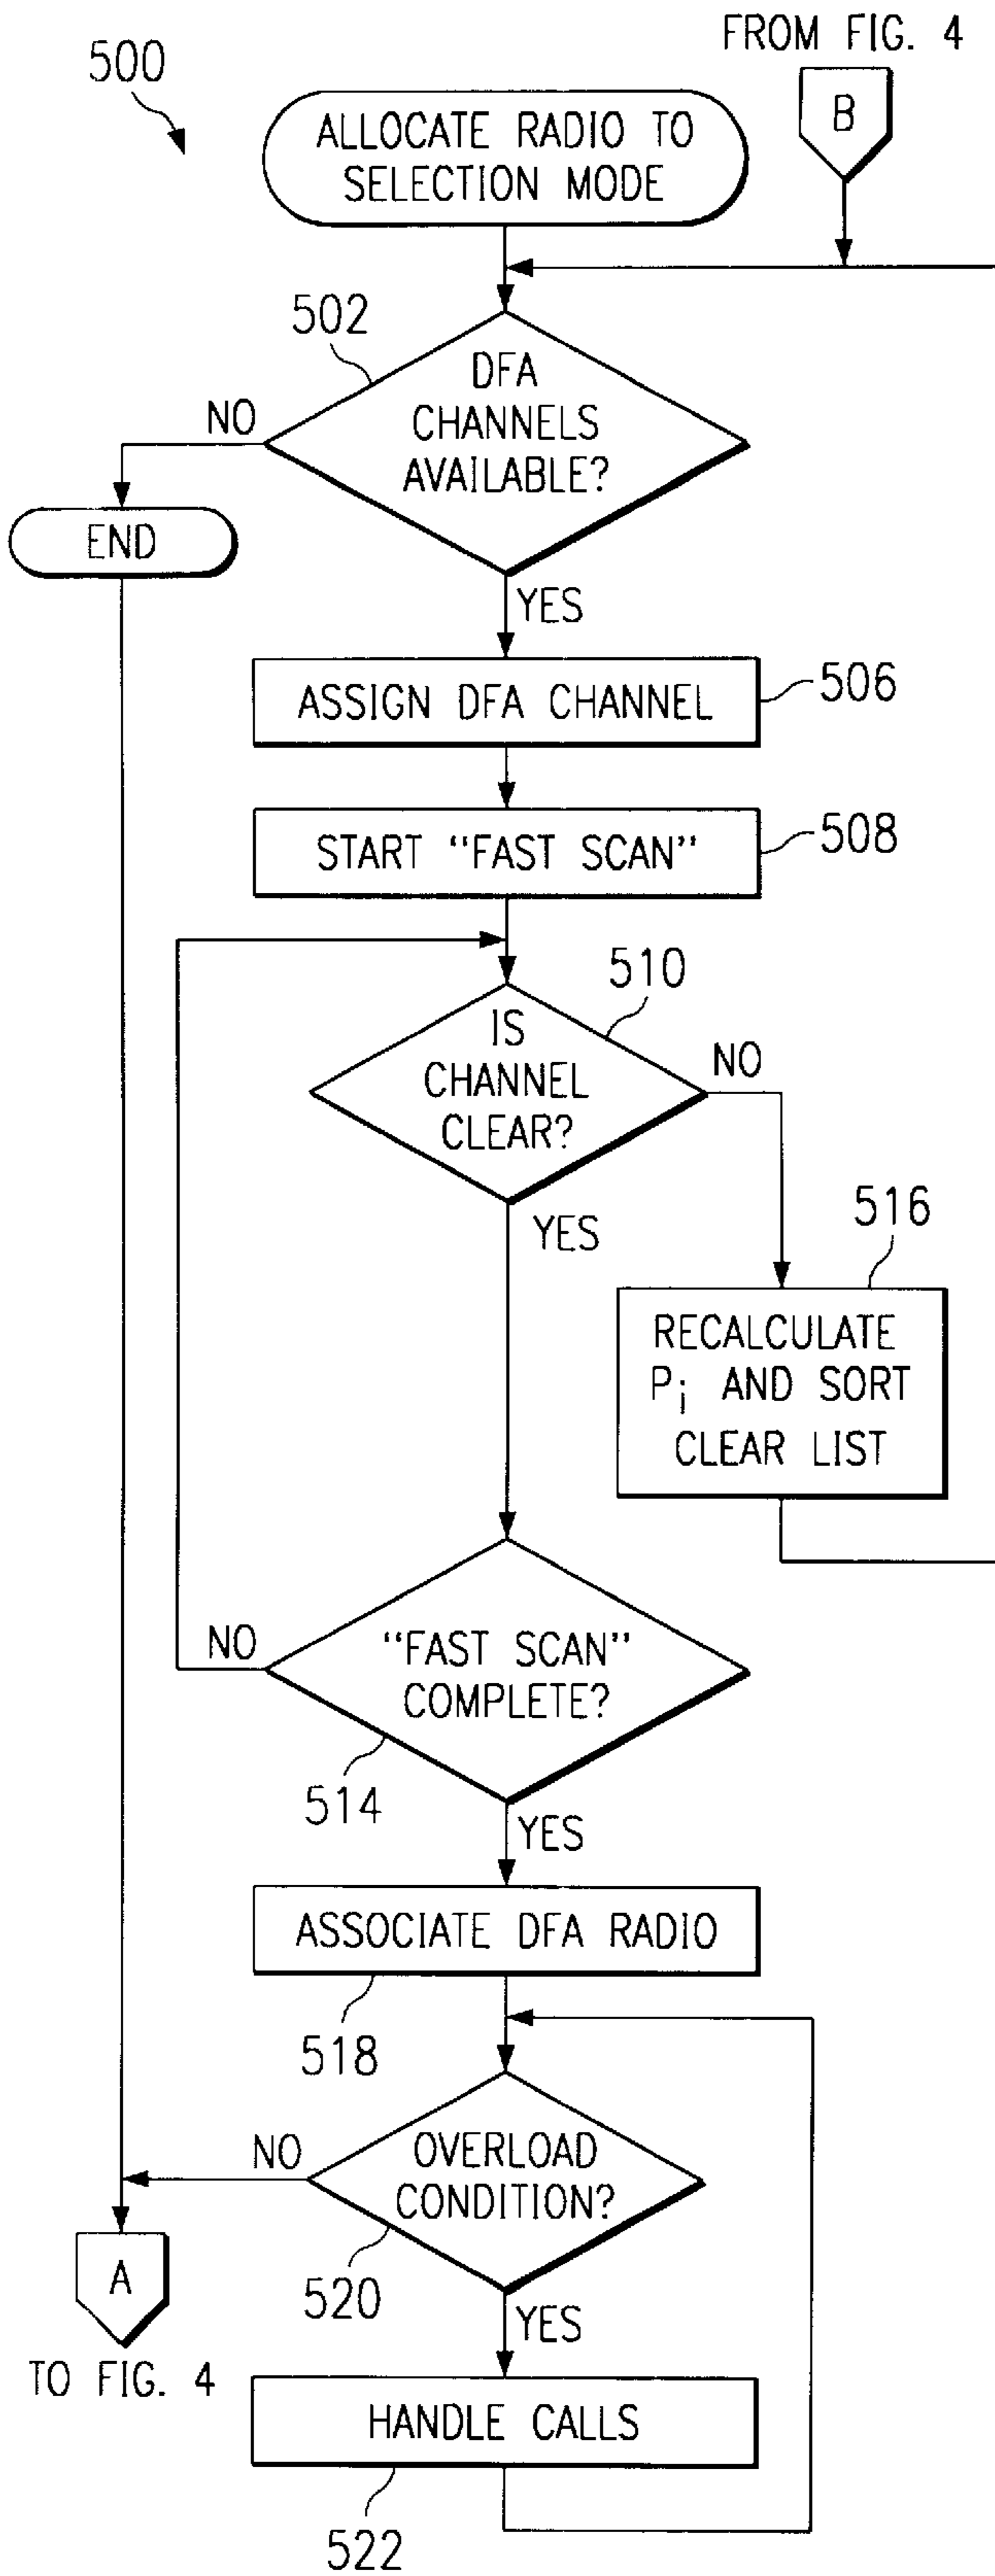 FROM FIG. 4
500
B
ALLOCATE RADIO TO
SELECTION MODE
502
DFA
CHANNELS
AVAILABLE?
NO
END
YES
ASSIGN DFA CHANNEL
506
START “FAST SCAN”
508
510
IS
CHANNEL
CLEAR?
NO
YES
516
RECALCULATE
Pi AND SORT
CLEAR LIST
NO
“FAST SCAN”
COMPLETE?
514
YES
ASSOCIATE DFA RADIO
518
NO
OVERLOAD
CONDITION?
A
520
YES
TO FIG. 4
HANDLE CALLS
522